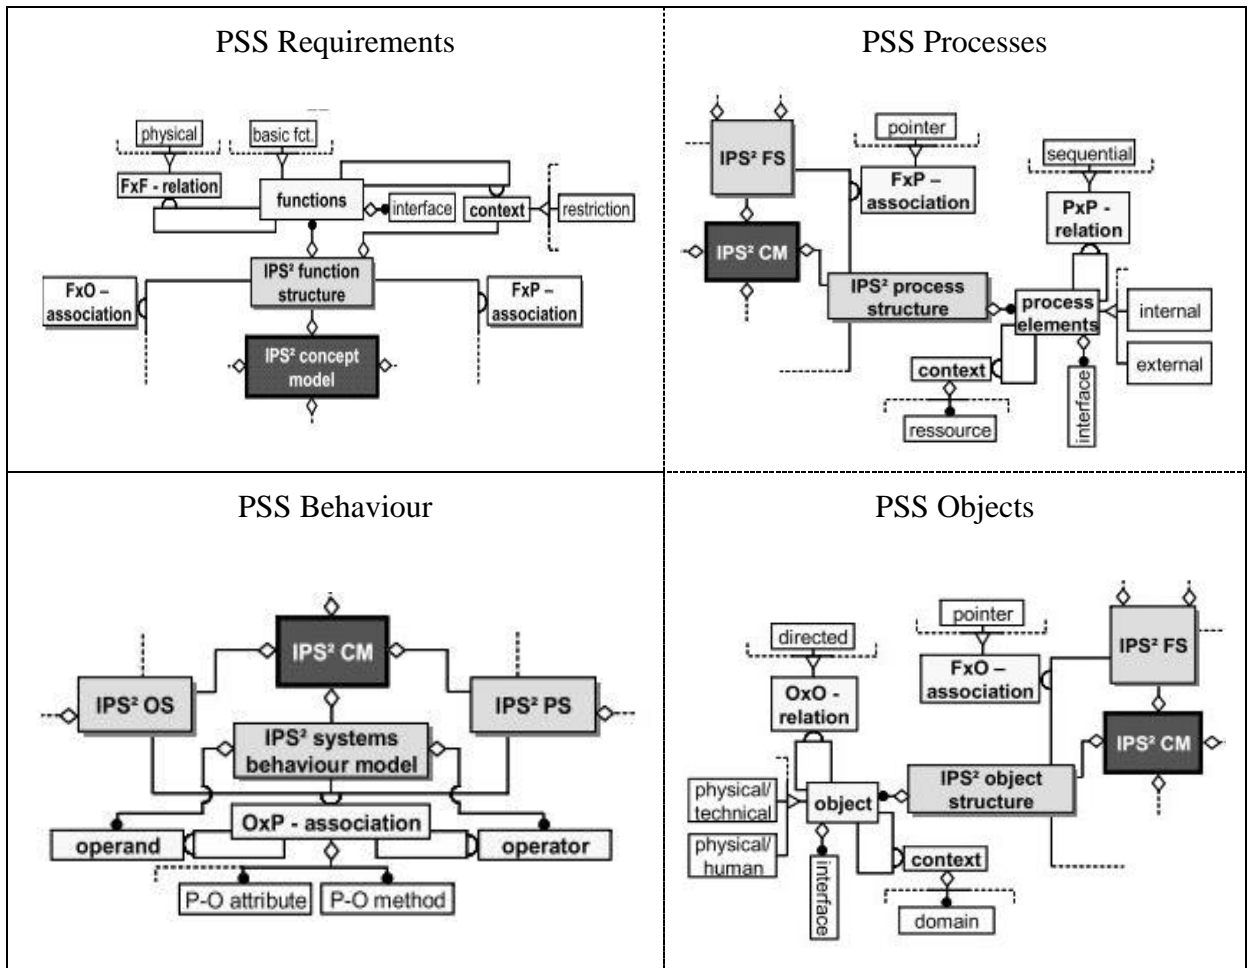 PSS Requirements
physical
basic fct.
FxF - relation
functions
interface
context
restriction
FxO –
association
IPS² function
structure
FxP –
association
IPS² concept
model
PSS Processes
IPS² FS
pointer
FxP –
association
sequential
PxP -
relation
IPS² CM
IPS² process
structure
process
elements
internal
external
context
ressource
interface
PSS Behaviour
IPS² CM
IPS² OS
IPS² PS
IPS² systems
behaviour model
OxP - association
operand
operator
P-O attribute
P-O method
PSS Objects
directed
OxO -
relation
pointer
FxO –
association
IPS² FS
IPS² CM
IPS² object
structure
physical/
technical
object
physical/
human
interface
context
domain